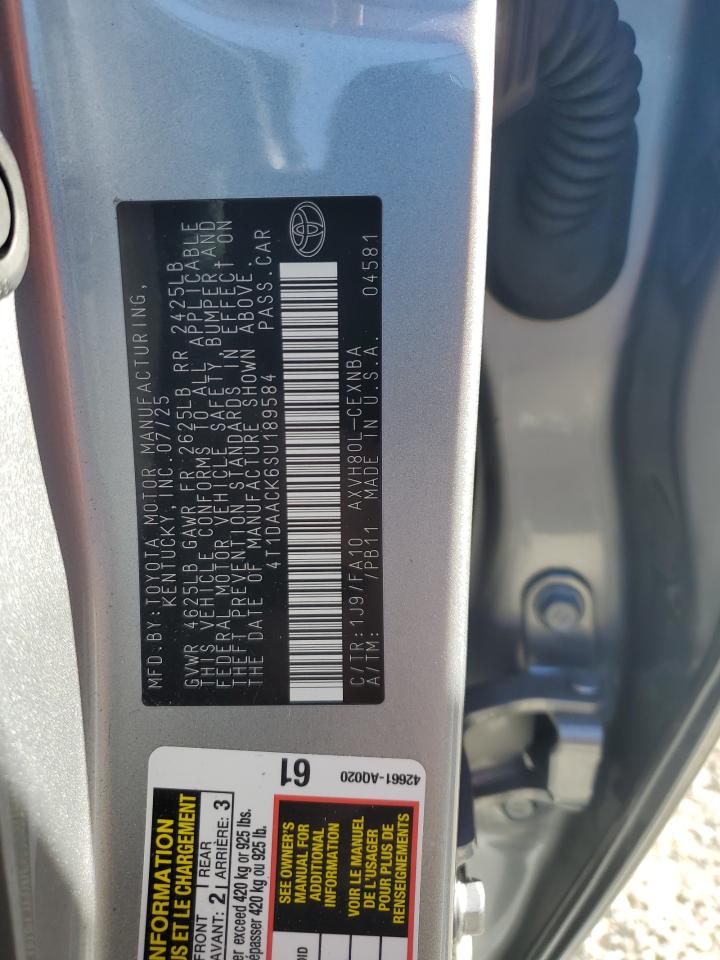 MFD.BY:TOYOTA MOTOR MANUFACTURING,
KENTUCKY, INC.07/25
GVWR 4625LB GAWR FR 2625LB RR 2425LB
THIS VEHICLE CONFORMS TO ALL APPLICABLE
FEDERAL MOTOR VEHICLE SAFETY, BUMPER, AND
THEFT PREVENTION STANDARDS IN EFFECT ON
THE DATE OF MANUFACTURE SHOWN ABOVE.
4T1DAACK6SU189584 PASS.CAR
C/TR:1J9/FA10 AXVH80L-CEXNBA
A/TM: /PB11 MADE IN U.S.A. 04581
INFORMATION
ET LE CHARGEMENT
FRONT 2 REAR 3
AVANT: ARRIÈRE:
exceed 420 kg or 925 lbs.
dépasser 420 kg ou 925 lb.
61
SEE OWNER'S
MANUAL FOR
ADDITIONAL
INFORMATION
VOIR LE MANUEL
DE L'USAGER
POUR PLUS DE
RENSEIGNEMENTS
42661-AQ020